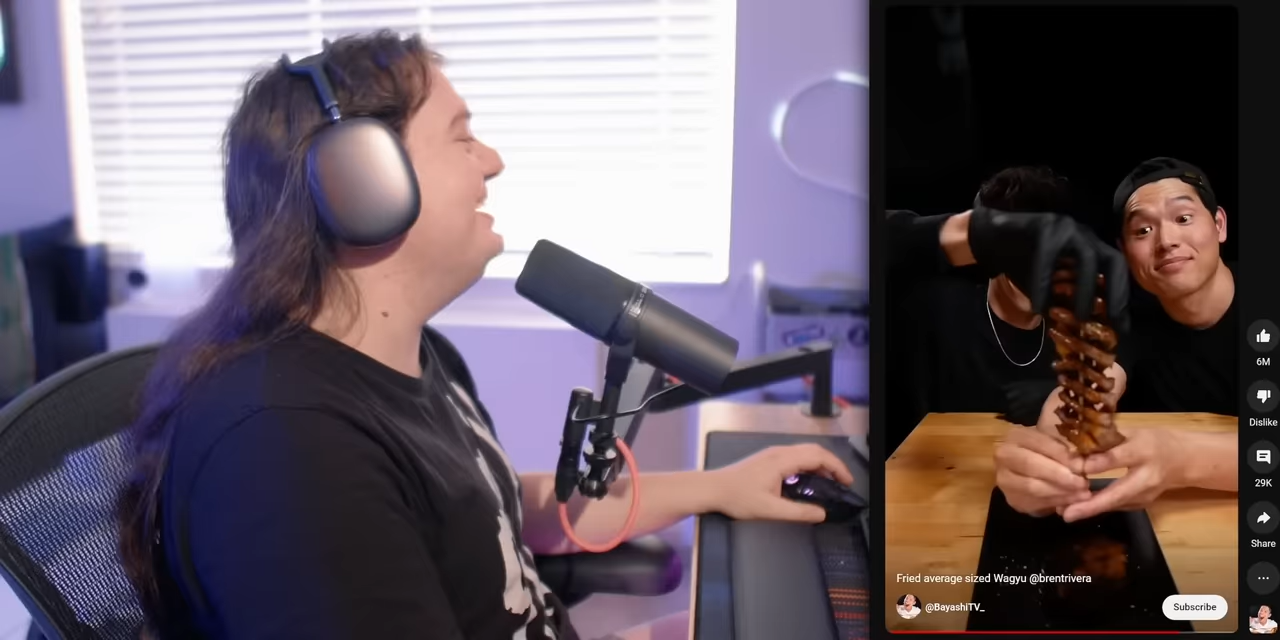 6M
Dislike
29K
Share
Fried average sized Wagyu @brentrivera
@BayashiTV_
Subscribe